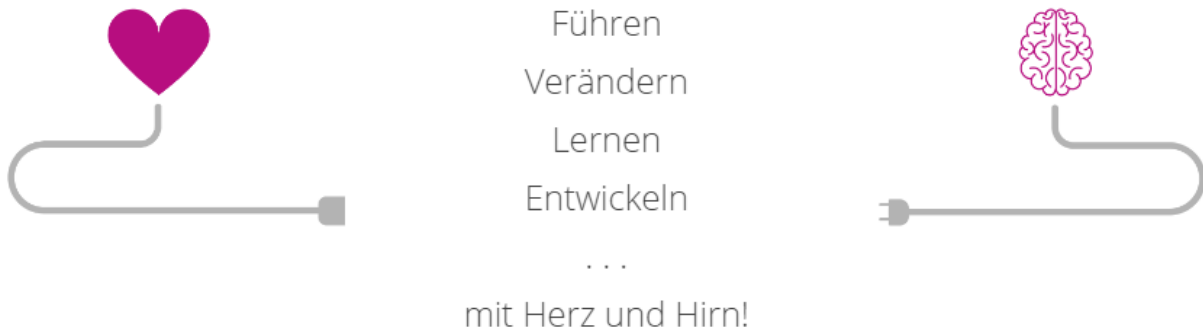 Führen
Verändern
Lernen
Entwickeln
. . .
mit Herz und Hirn!